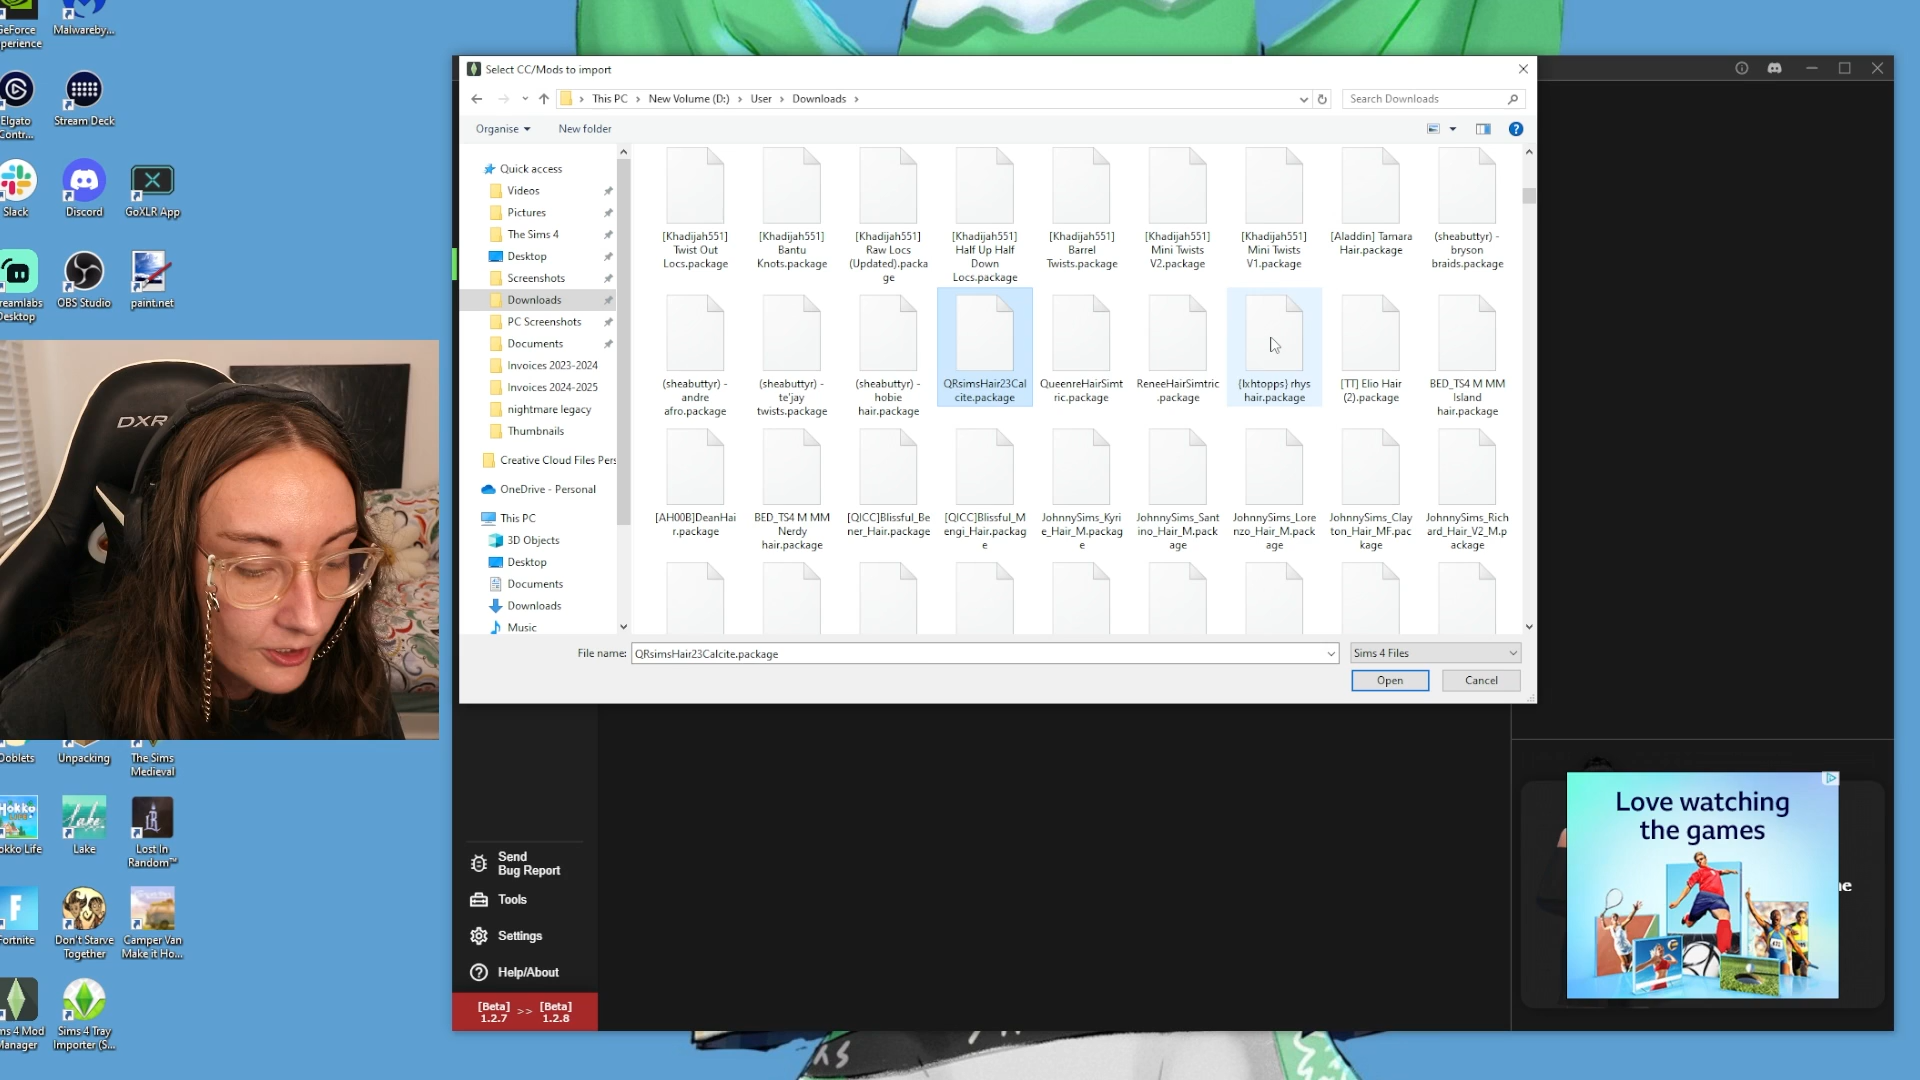 GeForce
perience
Malwareby...
Elgato
Contr...
Stream Deck
Slack
Discord
GoXLR App
reamlabs
Desktop
OBS Studio
paint.net
DXR
Select CC/Mods to import
This PC > New Volume (D:) > User > Downloads >
Search Downloads
Organise
New folder
Quick access
Videos
Pictures
The Sims 4
Desktop
Screenshots
Downloads
PC Screenshots
Documents
Invoices 2023-2024
Invoices 2024-2025
nightmare legacy
Thumbnails
Creative Cloud Files Pers
OneDrive - Personal
This PC
3D Objects
Desktop
Documents
Downloads
Music
[Khadijah551]
Twist Out
Locs.package
[Khadijah551]
Bantu
Knots.package
[Khadijah551]
Raw Locs
(Updated).packa
ge
[Khadijah551]
Half Up Half
Down
Locs.package
[Khadijah551]
Barrel
Twists.package
[Khadijah551]
Mini Twists
V2.package
[Khadijah551]
Mini Twists
V1.package
[Aladdin] Tamara
Hair.package
(sheabuttyr) -
bryson
braids.package
(sheabuttyr) -
andre
afro.package
(sheabuttyr) -
te'jay
twists.package
(sheabuttyr) -
hobie
hair.package
QRsimsHair23Cal
cite.package
QueenreHairSimt
ric.package
ReneeHairSimtric
.package
{lxhtopps} rhys
hair.package
[TT] Elio Hair
(2).package
BED_TS4 M MM
Island
hair.package
[AH00B]DeanHai
r.package
BED_TS4 M MM
Nerdy
hair.package
[QICC]Blissful_Be
ner_Hair.package
[QICC]Blissful_M
engi_Hair.packag
e
JohnnySims_Kyri
e_Hair_M.packag
e
JohnnySims_Sant
ino_Hair_M.pack
age
JohnnySims_Lore
nzo_Hair_M.pack
age
JohnnySims_Clay
ton_Hair_MF.pac
kage
JohnnySims_Rich
ard_Hair_V2_M.p
ackage
File name:
QRsimsHair23Calcite.package
Sims 4 Files
Open
Cancel
Ooblets
Unpacking
The Sims
Medieval
Hokko
LIFE
okko Life
Lake
Lake
Lost In
Random™
F
Fortnite
Don't Starve
Together
Camper Van
Make it Ho...
ms 4 Mod
Manager
Sims 4 Tray
Importer (S...
Send
Bug Report
Tools
Settings
Help/About
[Beta]
1.2.7
>>
[Beta]
1.2.8
Love watching
the games
ne